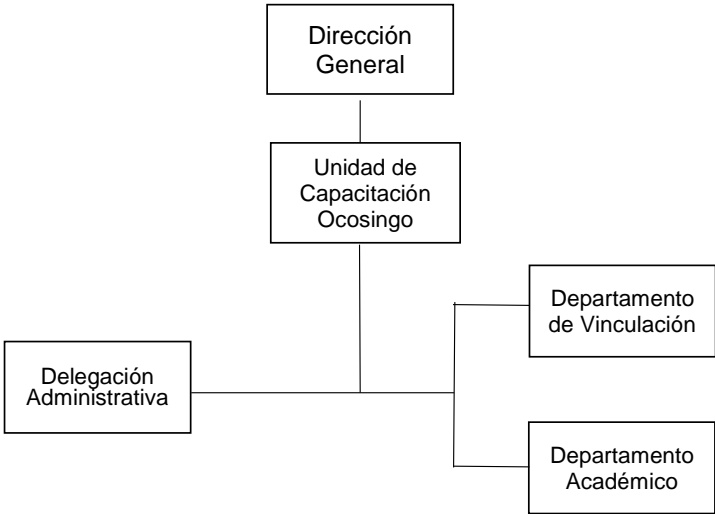 Dirección
General
Unidad de
Capacitación
Ocosingo
Departamento
de Vinculación
Delegación
Administrativa
Departamento
Académico